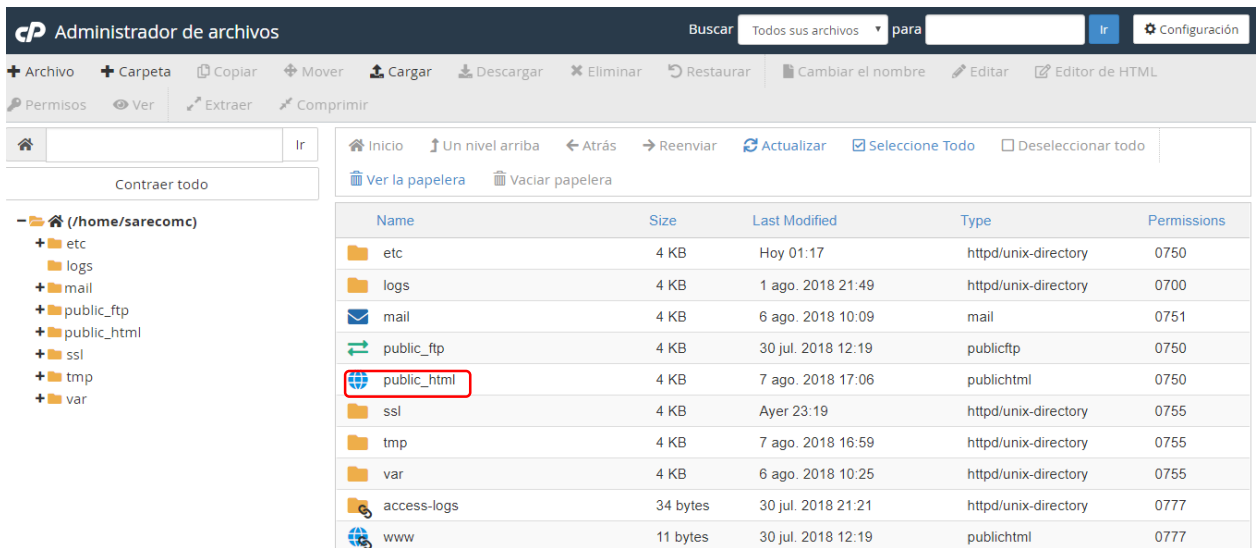 cP Administrador de archivos Buscar Todos sus archivos para Ir Configuración
Archivo Carpeta Copiar Mover Cargar Descargar Eliminar Restaurar Cambiar el nombre Editar Editor de HTML
Permisos Ver Extraer Comprimir
Ir
Contraer todo
(/home/sarecomc)
etc
logs
mail
public_ftp
public_html
ssl
tmp
var
Inicio Un nivel arriba Atrás Reenviar Actualizar Seleccione Todo Deseleccionar todo
Ver la papelera Vaciar papelera
Name Size Last Modified Type Permissions
etc 4 KB Hoy 01:17 httpd/unix-directory 0750
logs 4 KB 1 ago. 2018 21:49 httpd/unix-directory 0700
mail 4 KB 6 ago. 2018 10:09 mail 0751
public_ftp 4 KB 30 jul. 2018 12:19 publicftp 0750
public_html 4 KB 7 ago. 2018 17:06 publichtml 0750
ssl 4 KB Ayer 23:19 httpd/unix-directory 0755
tmp 4 KB 7 ago. 2018 16:59 httpd/unix-directory 0755
var 4 KB 6 ago. 2018 10:25 httpd/unix-directory 0755
access-logs 34 bytes 30 jul. 2018 21:21 httpd/unix-directory 0777
www 11 bytes 30 jul. 2018 12:19 publichtml 0777